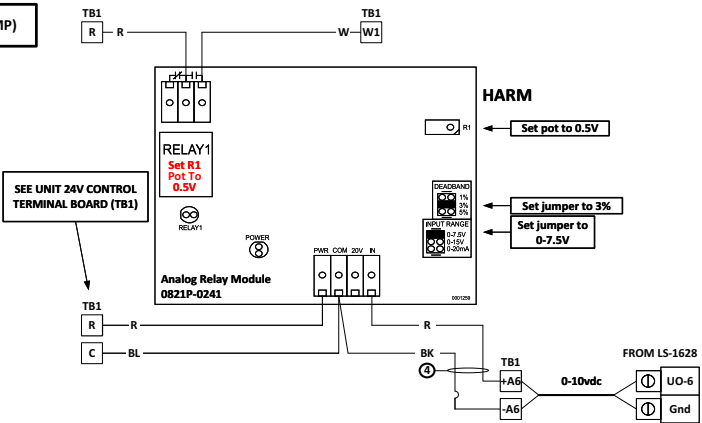 MP)
TB1
R
R
TB1
W
W1
HARM
R1
Set pot to 0.5V
RELAY1
Set R1
Pot To
0.5V
RELAY1
SEE UNIT 24V CONTROL
TERMINAL BOARD (TB1)
DEADBAND
1%
3%
5%
Set jumper to 3%
INPUT RANGE
0-7.5V
0-15V
0-20mA
Set jumper to
0-7.5V
POWER
PWR COM 20V IN
Analog Relay Module
0821P-0241
0001250
TB1
R
R
C
BL
R
BK
4
TB1
+A6
-A6
0-10vdc
FROM LS-1628
UO-6
Gnd